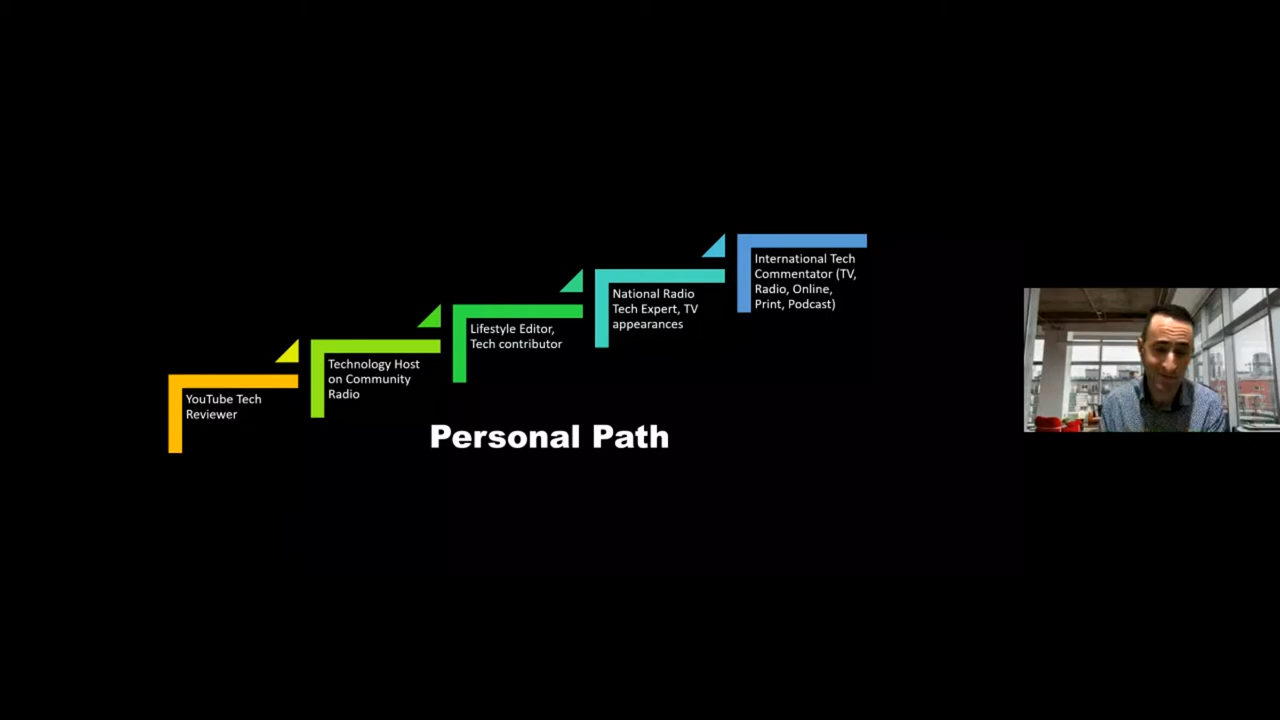 YouTube Tech
Reviewer
Technology Host
on Community
Radio
Lifestyle Editor,
Tech contributor
National Radio
Tech Expert, TV
appearances
International Tech
Commentator (TV,
Radio, Online,
Print, Podcast)
Personal Path